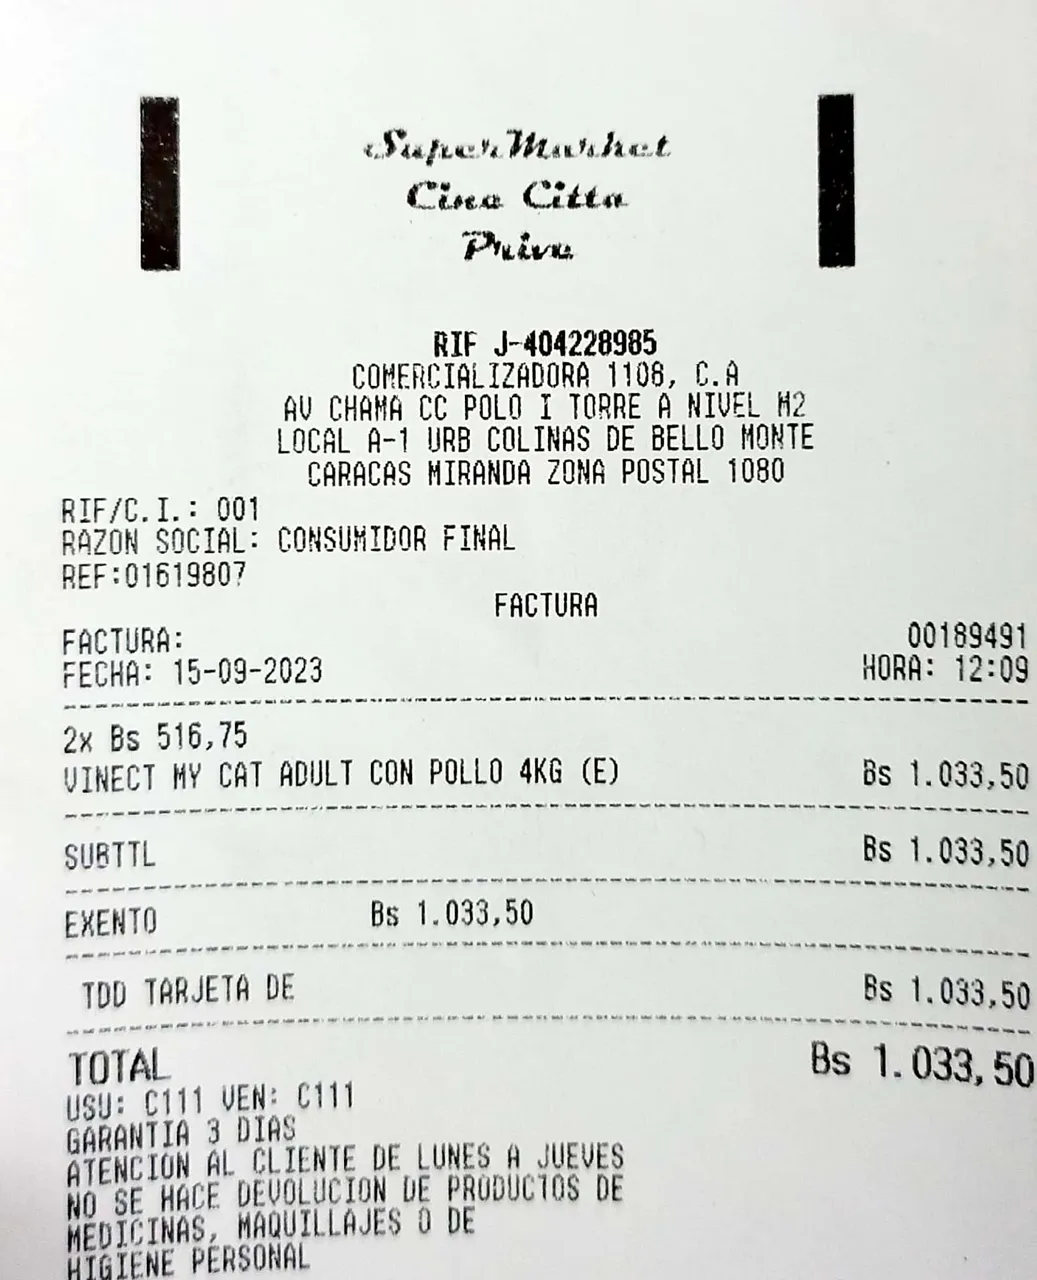 SuperMarket
Cine Citta
Prive
RIF J-404228985
COMERCIALIZADORA 1108, C.A
AV CHAMA CC POLO I TORRE A NIVEL M2
LOCAL A-1 URB COLINAS DE BELLO MONTE
CARACAS MIRANDA ZONA POSTAL 1080
RIF/C.I.: 001
RAZON SOCIAL: CONSUMIDOR FINAL
REF:01619807
FACTURA
FACTURA: 00189491
FECHA: 15-09-2023 HORA: 12:09
2x Bs 516,75
VINECT MY CAT ADULT CON POLLO 4KG (E) Bs 1.033,50
SUBTTL Bs 1.033,50
EXENTO Bs 1.033,50
TDD TARJETA DE Bs 1.033,50
TOTAL Bs 1.033,50
USU: C111 VEN: C111
GARANTIA 3 DIAS
ATENCION AL CLIENTE DE LUNES A JUEVES
NO SE HACE DEVOLUCION DE PRODUCTOS DE
MEDICINAS, MAQUILLAJES O DE
HIGIENE PERSONAL